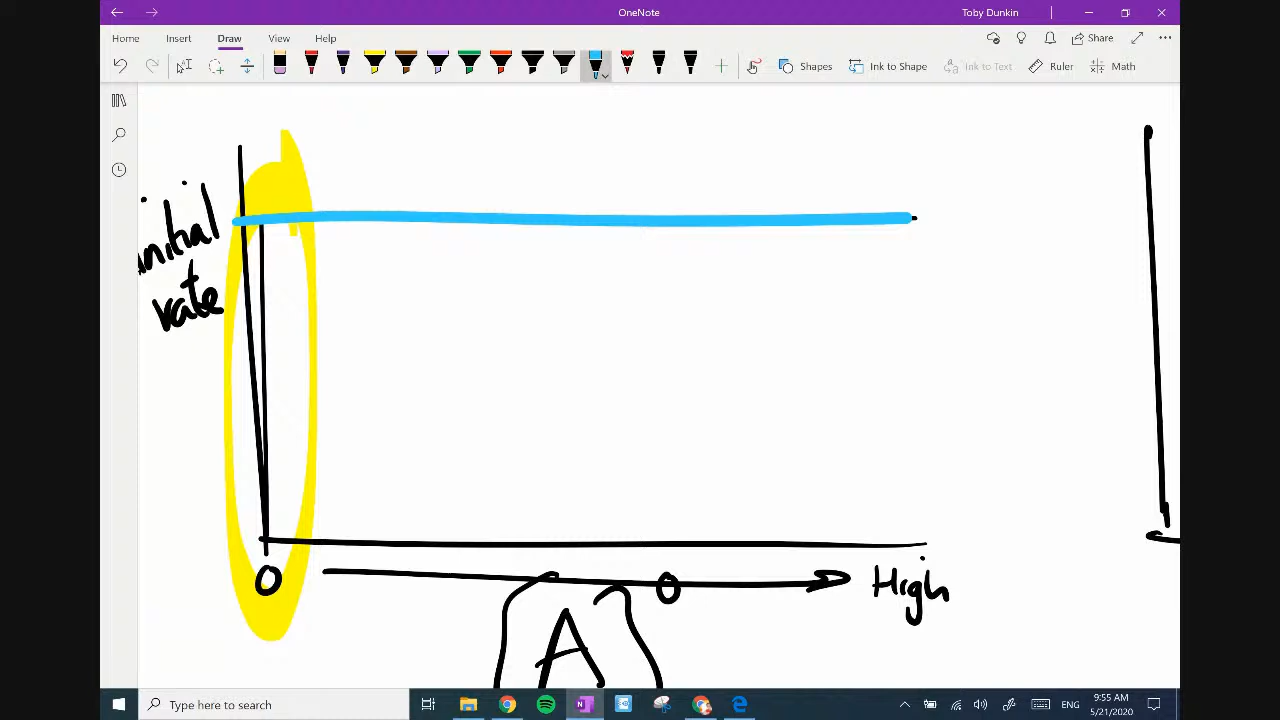 OneNote
Toby Dunkin
Home Insert Draw View Help
Share
Shapes
Ink to Shape
Ink to Text
Ruler
Math
initial
rate
0
0
High
A
Type here to search
ENG
9:55 AM
5/21/2020